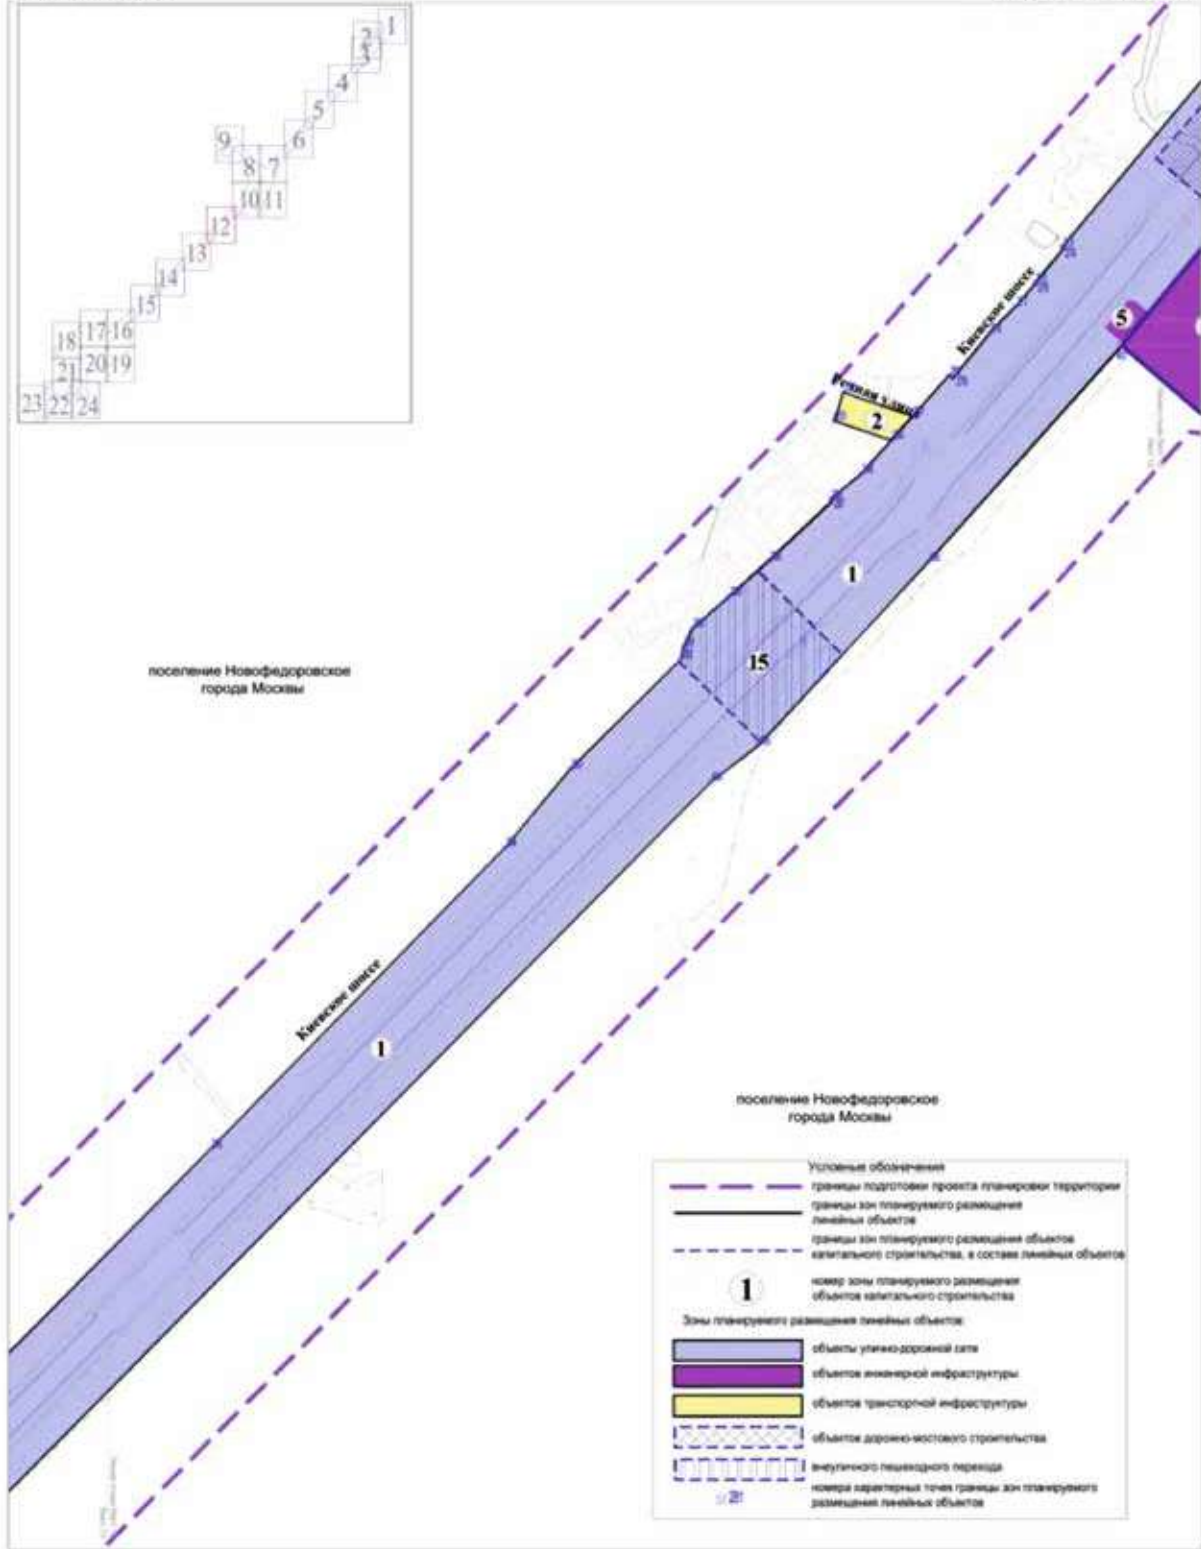 1
2
3
4
5
6
9
8
7
10
11
12
13
14
15
18
17
16
21
20
19
23
22
24
Киевское шоссе
5
Речная улица
2
1
15
поселение Новофедоровское
города Москвы
Киевское шоссе
1
поселение Новофедоровское
города Москвы
Условные обозначения
границы подготовки проекта планировки территории
границы зон планируемого размещения
линейных объектов
границы зон планируемого размещения объектов
капитального строительства, в составе линейных объектов
1
номер зоны планируемого размещения
объектов капитального строительства
Зоны планируемого размещения линейных объектов:
объекты улично-дорожной сети
объектов инженерной инфраструктуры
объектов транспортной инфраструктуры
объектов дорожно-мостового строительства
внеуличного пешеходного перехода
номера характерных точек границы зон планируемого
размещения линейных объектов